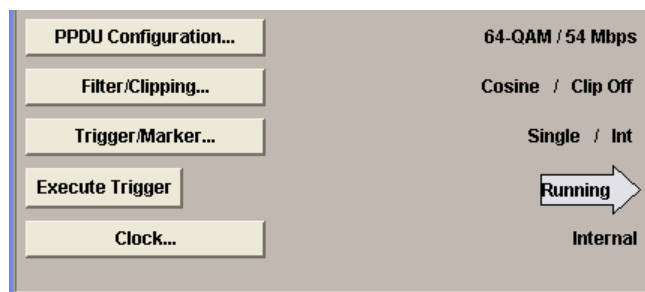 PPDU Configuration... 64-QAM / 54 Mbps
Filter/Clipping... Cosine / Clip Off
Trigger/Marker... Single / Int
Execute Trigger Running
Clock... Internal